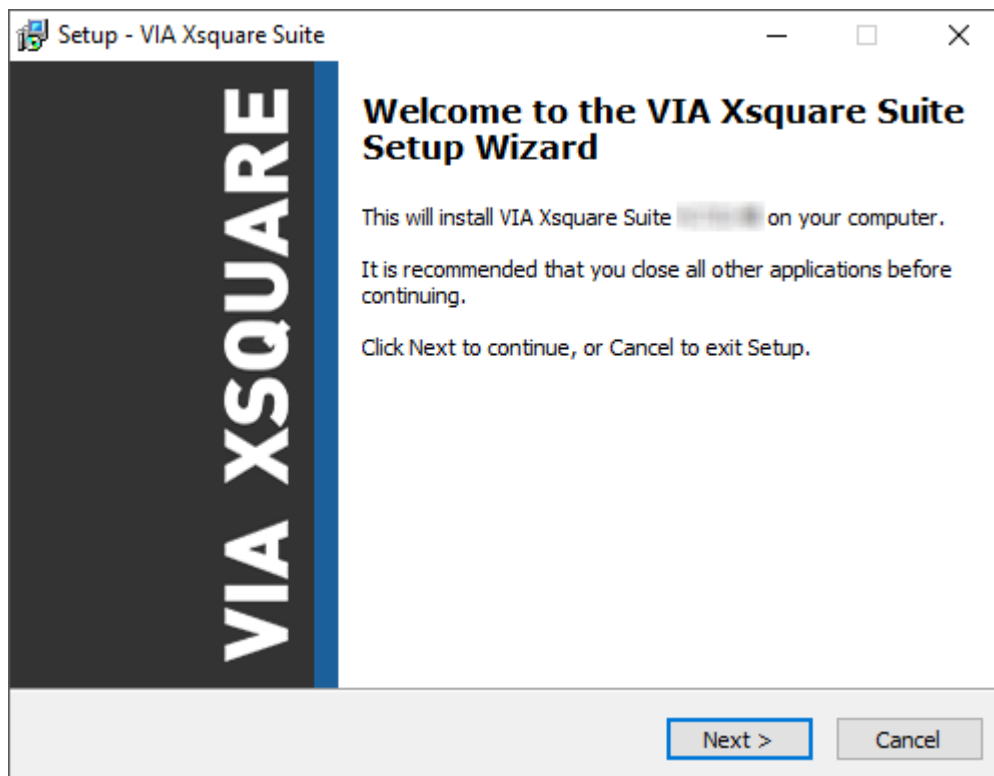 Setup - VIA Xsquare Suite
VIA XSQUARE
Welcome to the VIA Xsquare Suite
Setup Wizard
This will install VIA Xsquare Suite on your computer.
It is recommended that you close all other applications before
continuing.
Click Next to continue, or Cancel to exit Setup.
Next >
Cancel